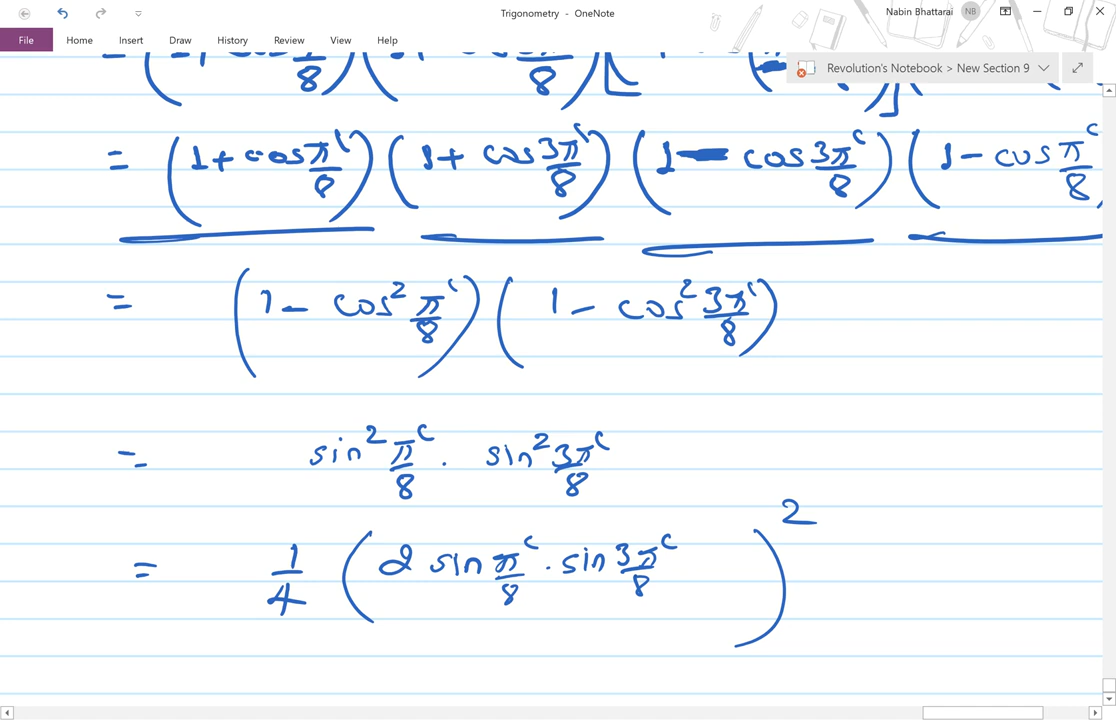 Trigonometry - OneNote
Nabin Bhattarai NB
File Home Insert Draw History Review View Help
Revolution's Notebook > New Section 9
= (1 + cos π^c/8) (1 + cos 3π^c/8) (1 - cos 3π^c/8) (1 - cos π^c/8)
= (1 - cos² π^c/8) (1 - cos² 3π^c/8)
= sin² π^c/8 . sin² 3π^c/8
= 1/4 (2 sin π^c/8 . sin 3π^c/8)²